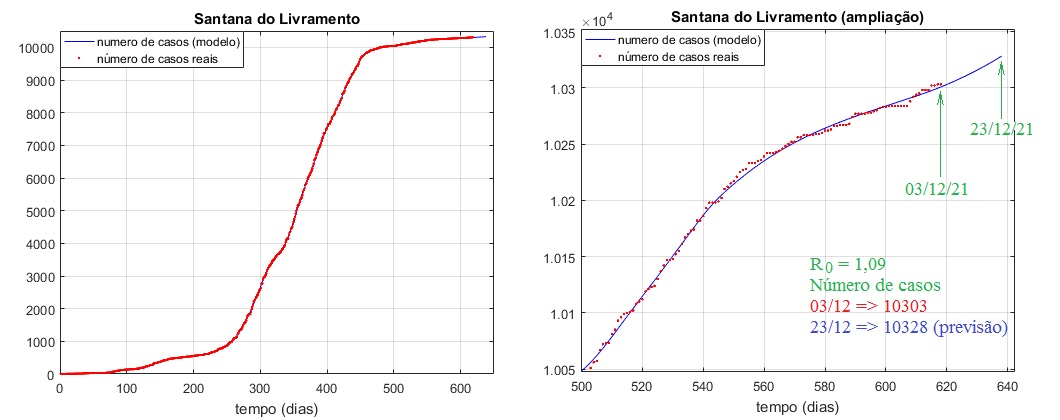 Santana do Livramento
numero de casos (modelo)
número de casos reais
10000
9000
8000
7000
6000
5000
4000
3000
2000
1000
0
0 100 200 300 400 500 600
tempo (dias)
Santana do Livramento (ampliação)
×10⁴
numero de casos (modelo)
número de casos reais
1.035
1.03
1.025
1.02
1.015
1.01
1.005
23/12/21
03/12/21
R₀ = 1,09
Número de casos
03/12 => 10303
23/12 => 10328 (previsão)
500 520 540 560 580 600 620 640
tempo (dias)